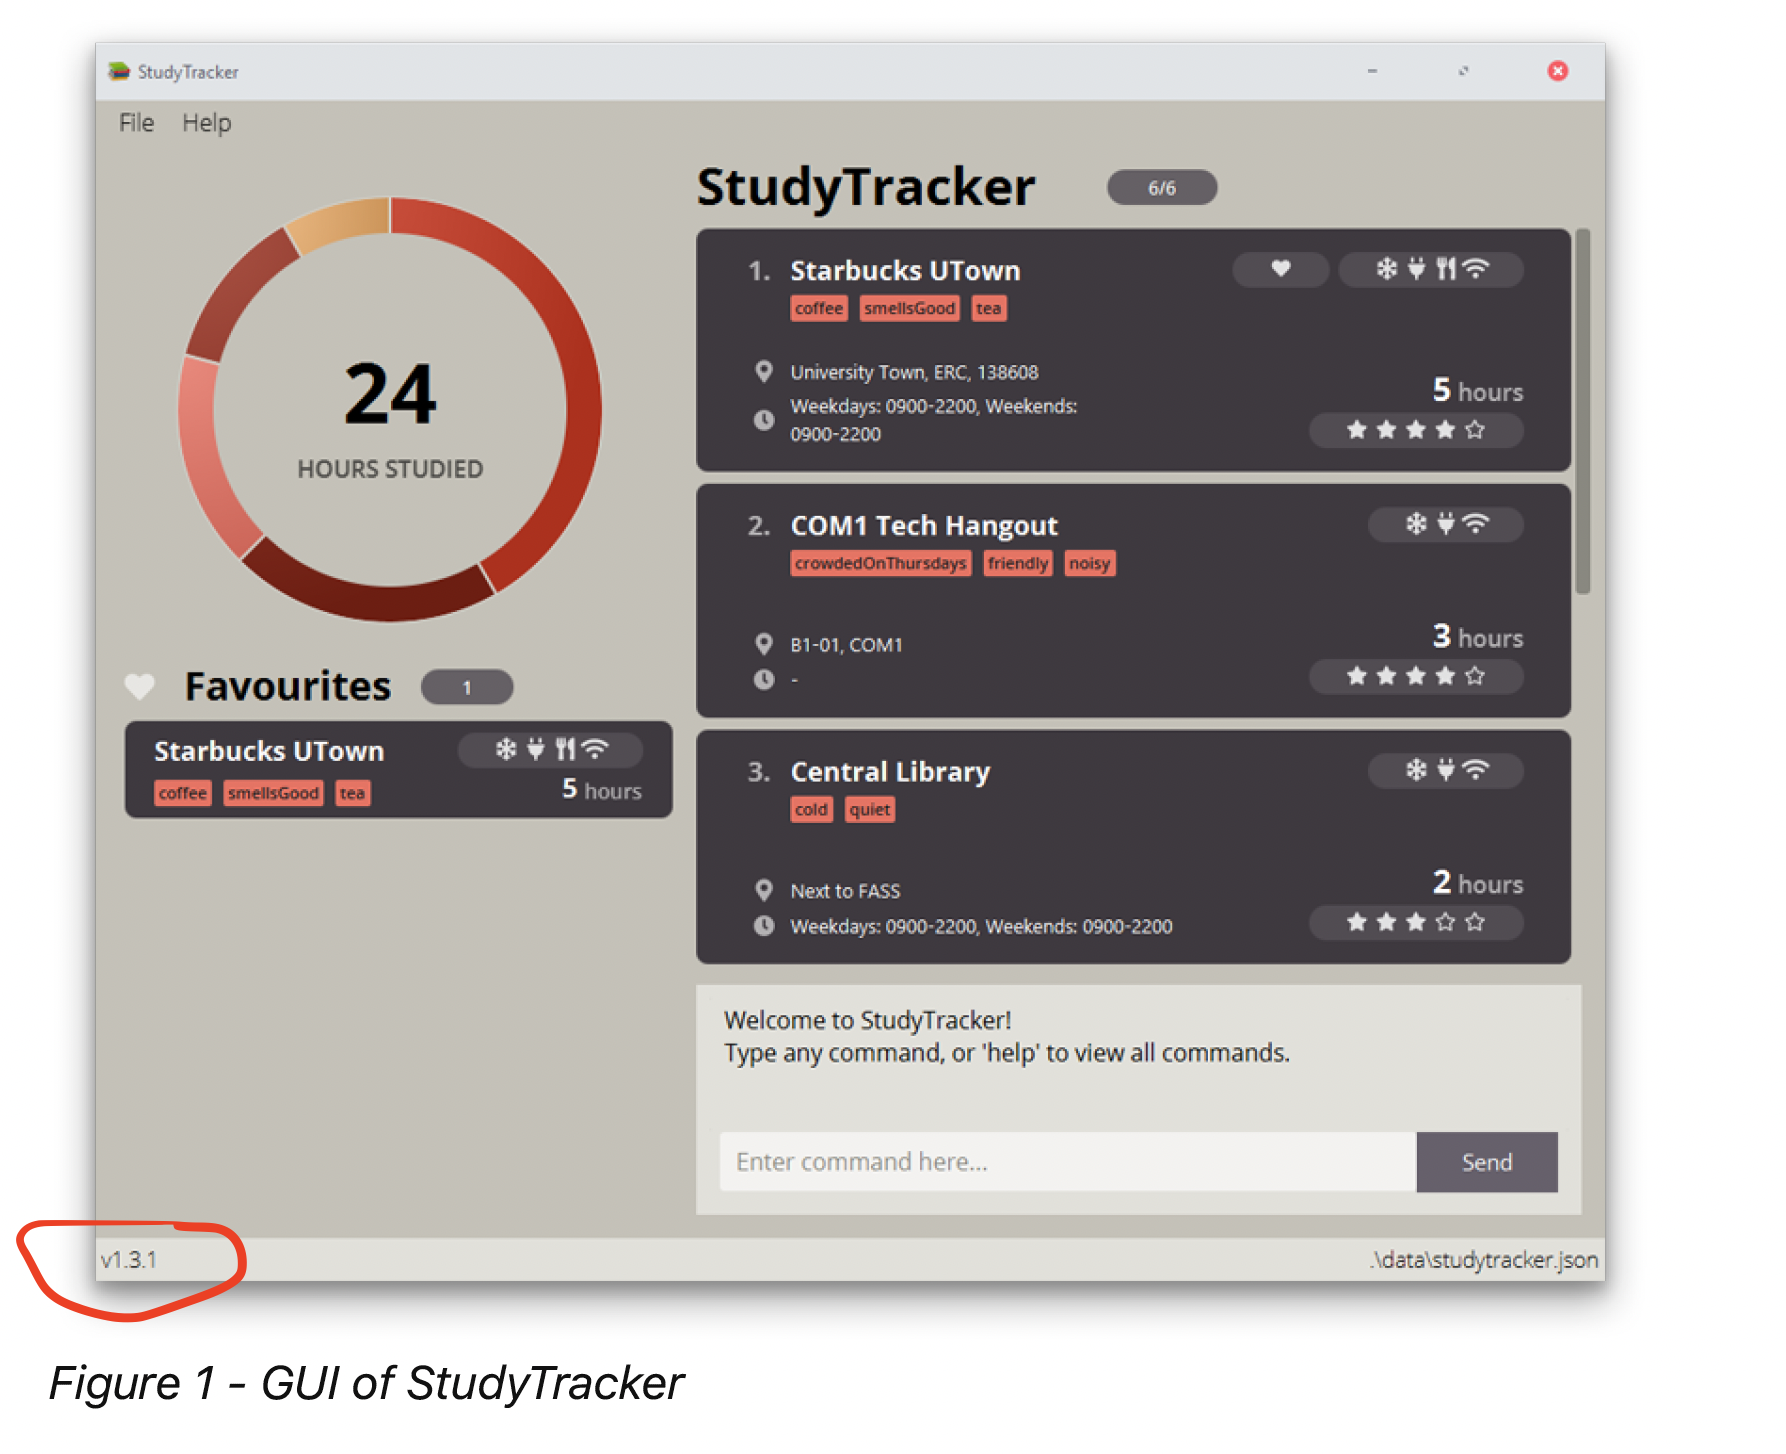 StudyTracker
File Help
24
HOURS STUDIED
Favourites 1
Starbucks UTown
coffee smellsGood tea
5 hours
StudyTracker 6/6
1. Starbucks UTown
coffee smellsGood tea
University Town, ERC, 138608
Weekdays: 0900-2200, Weekends:
0900-2200
5 hours
2. COM1 Tech Hangout
crowdedOnThursdays friendly noisy
B1-01, COM1
-
3 hours
3. Central Library
cold quiet
Next to FASS
Weekdays: 0900-2200, Weekends: 0900-2200
2 hours
Welcome to StudyTracker!
Type any command, or 'help' to view all commands.
Enter command here...
Send
v1.3.1
.\data\studytracker.json
Figure 1 - GUI of StudyTracker